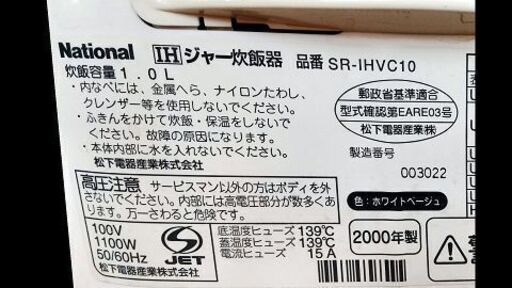 National IHジャー炊飯器 品番 SR-IHVC10
炊飯容量1.0L
・内なべには、金属へら、ナイロンたわし、
クレンザー等を使用しないでください。
・ふきんをかけて炊飯・保温をしないで
ください。故障の原因になります。
・本体内部に水を入れないでください。
松下電器産業株式会社
郵政省基準適合
型式確認第EARE03号
松下電器産業㈱
製造番号
003022
高圧注意 サービスマン以外の方はボディを外
さないでください。内部には高電圧部分が数多くあ
ります。万一さわると危険です。
色:ホワイトベージュ
100V
1100W
50/60Hz
JET
底温度ヒューズ 139℃
蓋温度ヒューズ 139℃
電流ヒューズ 15A
2000年製